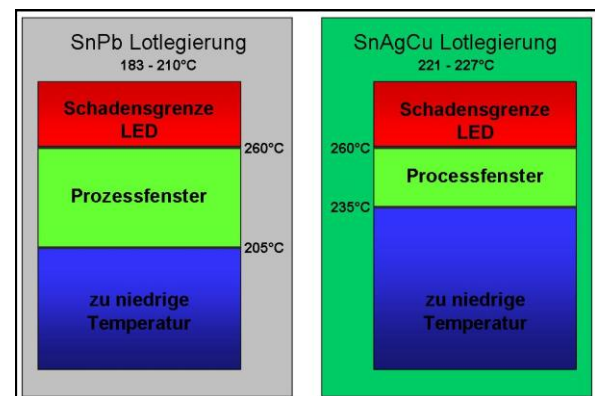 SnPb Lotlegierung
183 - 210°C
Schadensgrenze
LED
260°C
Prozessfenster
205°C
zu niedrige
Temperatur
SnAgCu Lotlegierung
221 - 227°C
Schadensgrenze
LED
260°C
Processfenster
235°C
zu niedrige
Temperatur